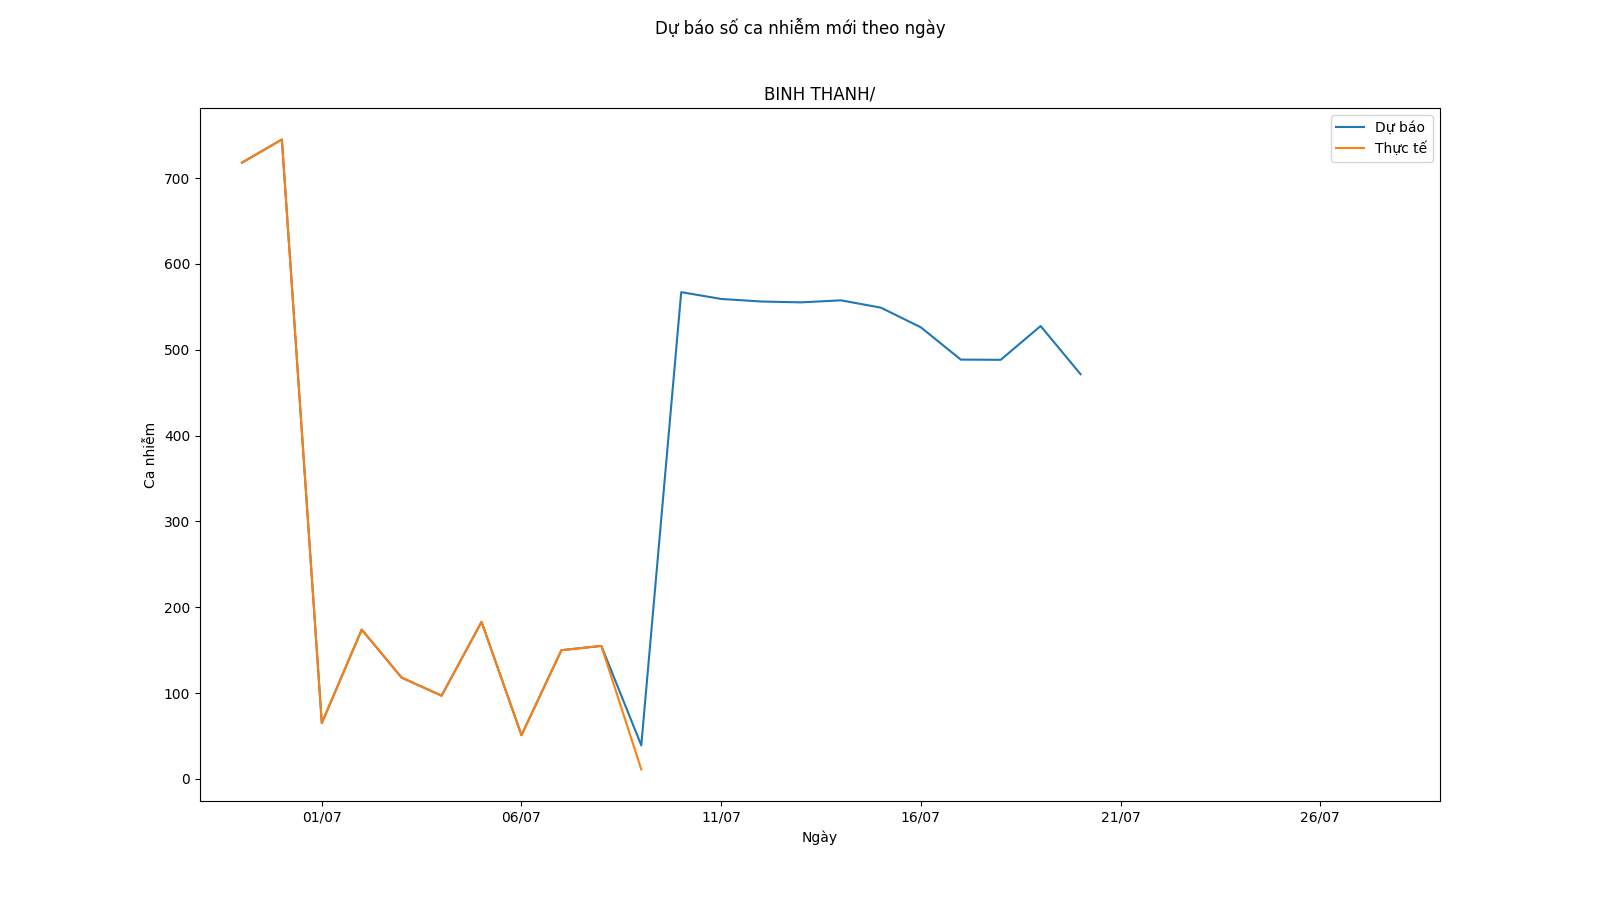 Dự báo số ca nhiễm mới theo ngày
BINH THANH/
Dự báo
Thực tế
700
600
500
400
300
200
100
0
Ca nhiễm
01/07 06/07 11/07 16/07 21/07 26/07
Ngày